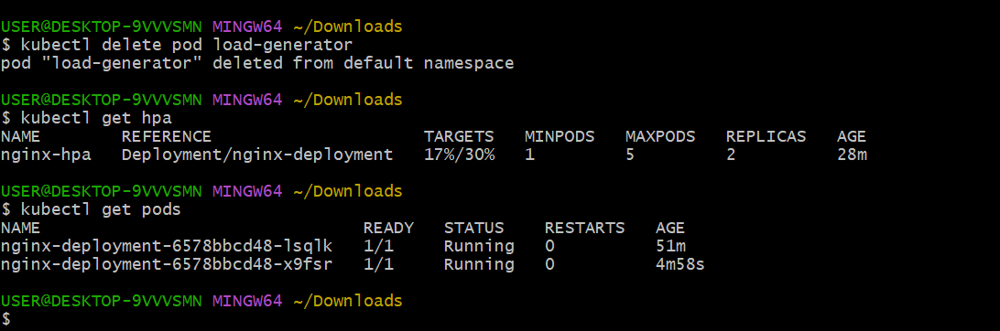 USER@DESKTOP-9VVVSMN MINGW64 ~/Downloads
$ kubectl delete pod load-generator
pod "load-generator" deleted from default namespace
USER@DESKTOP-9VVVSMN MINGW64 ~/Downloads
$ kubectl get hpa
NAME REFERENCE TARGETS MINPODS MAXPODS REPLICAS AGE
nginx-hpa Deployment/nginx-deployment 17%/30% 1 5 2 28m
USER@DESKTOP-9VVVSMN MINGW64 ~/Downloads
$ kubectl get pods
NAME READY STATUS RESTARTS AGE
nginx-deployment-6578bbcd48-lsqlk 1/1 Running 0 51m
nginx-deployment-6578bbcd48-x9fsr 1/1 Running 0 4m58s
USER@DESKTOP-9VVVSMN MINGW64 ~/Downloads
$